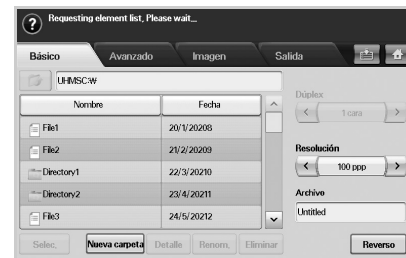 ? Requesting element list, Please wait...
Básico Avanzado Imagen Salida
UHMSC:₩
Nombre Fecha
File1 20/1/20208
File2 21/2/20209
Directory1 22/3/20210
Directory2 23/4/20211
File3 24/5/20212
Dúplex
< 1 cara >
Resolución
< 100 ppp >
Archivo
Untitled
Selec. Nueva carpeta Detalle Renom. Eliminar Reverso